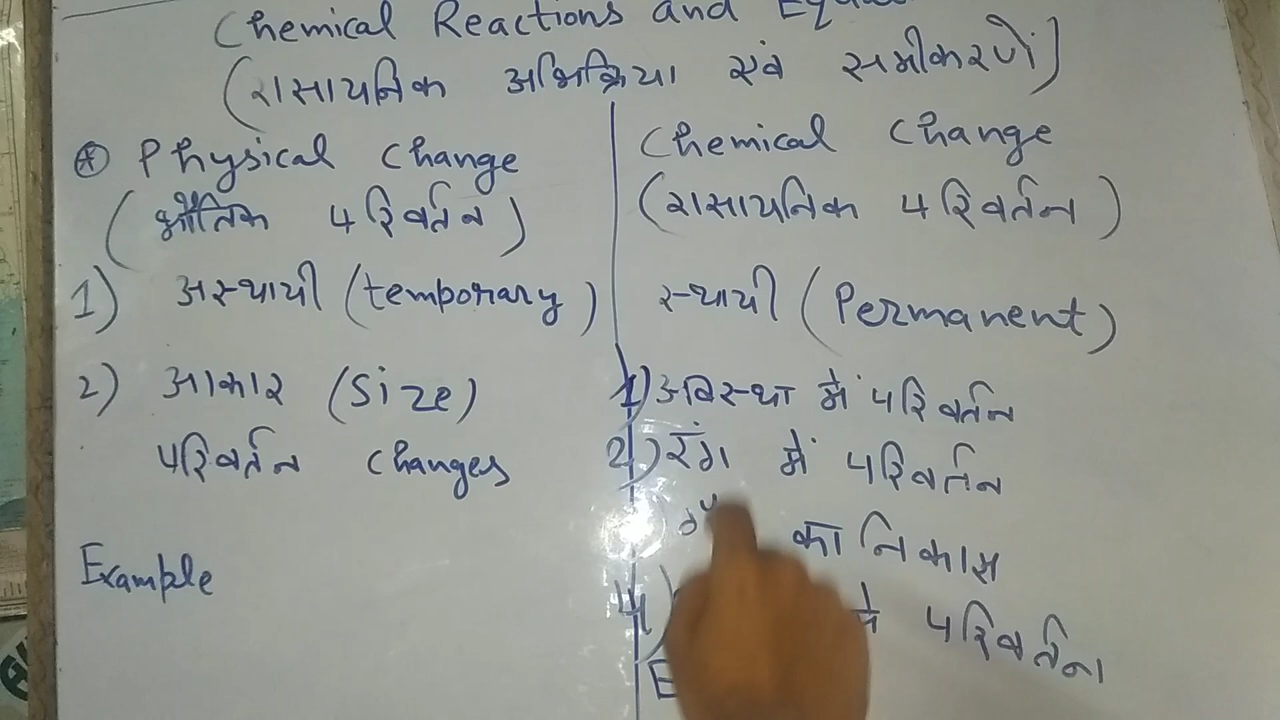 Chemical Reactions and
(रासायनिक अभिक्रिया एवं समीकरणें)
Physical Change
(भौतिक परिवर्तन)
1) अस्थायी (temporary)
2) आकार (Size)
परिवर्तन changes
Example
Chemical Change
(रासायनिक परिवर्तन)
स्थायी (Permanent)
1) अवस्था में परिवर्तन
2) रंग में परिवर्तन
का निकास
4) परिवर्तन